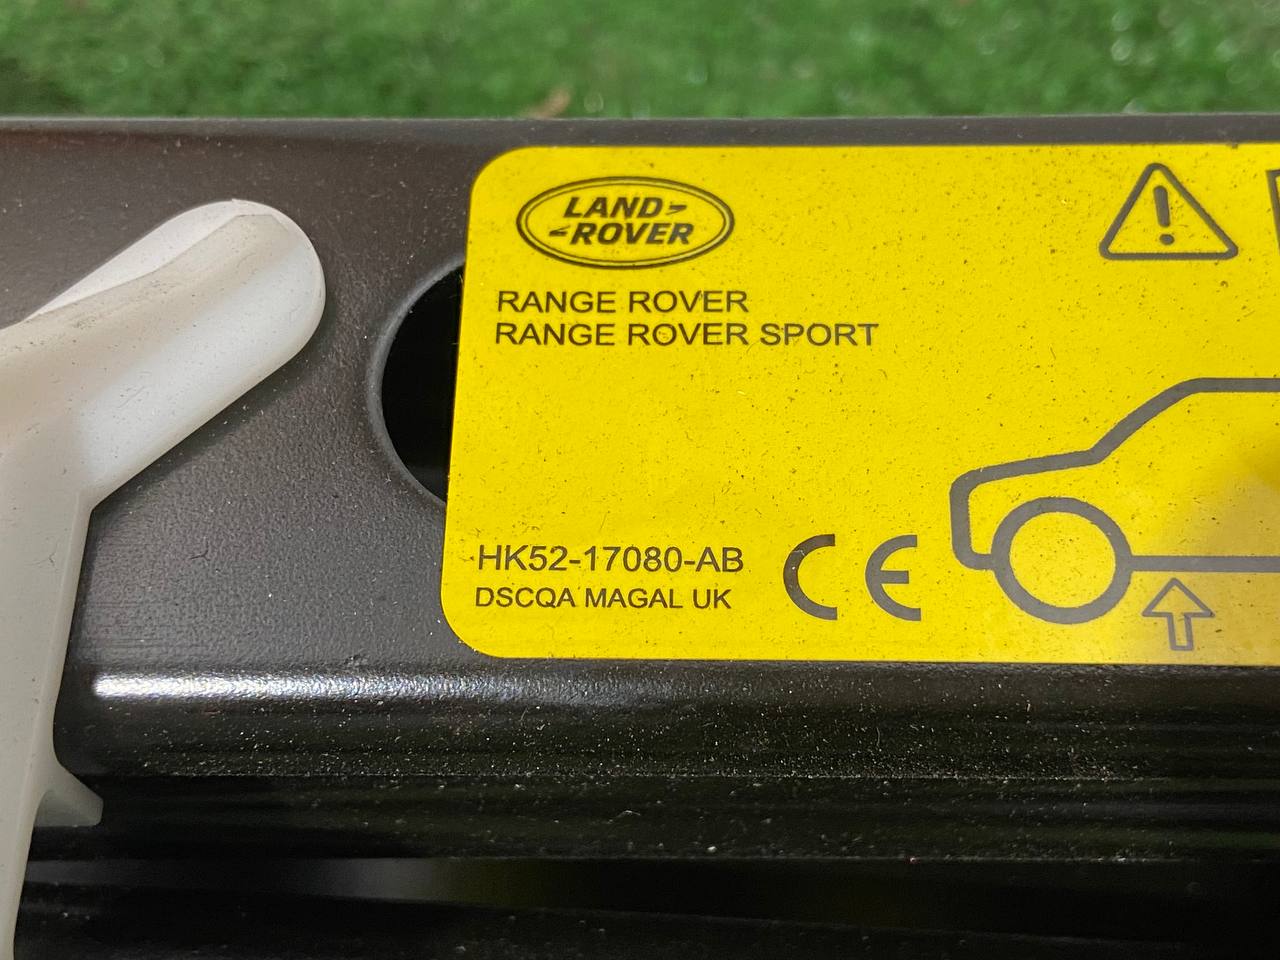 LAND
ROVER
RANGE ROVER
RANGE ROVER SPORT
HK52-17080-AB
DSCQA MAGAL UK
CE